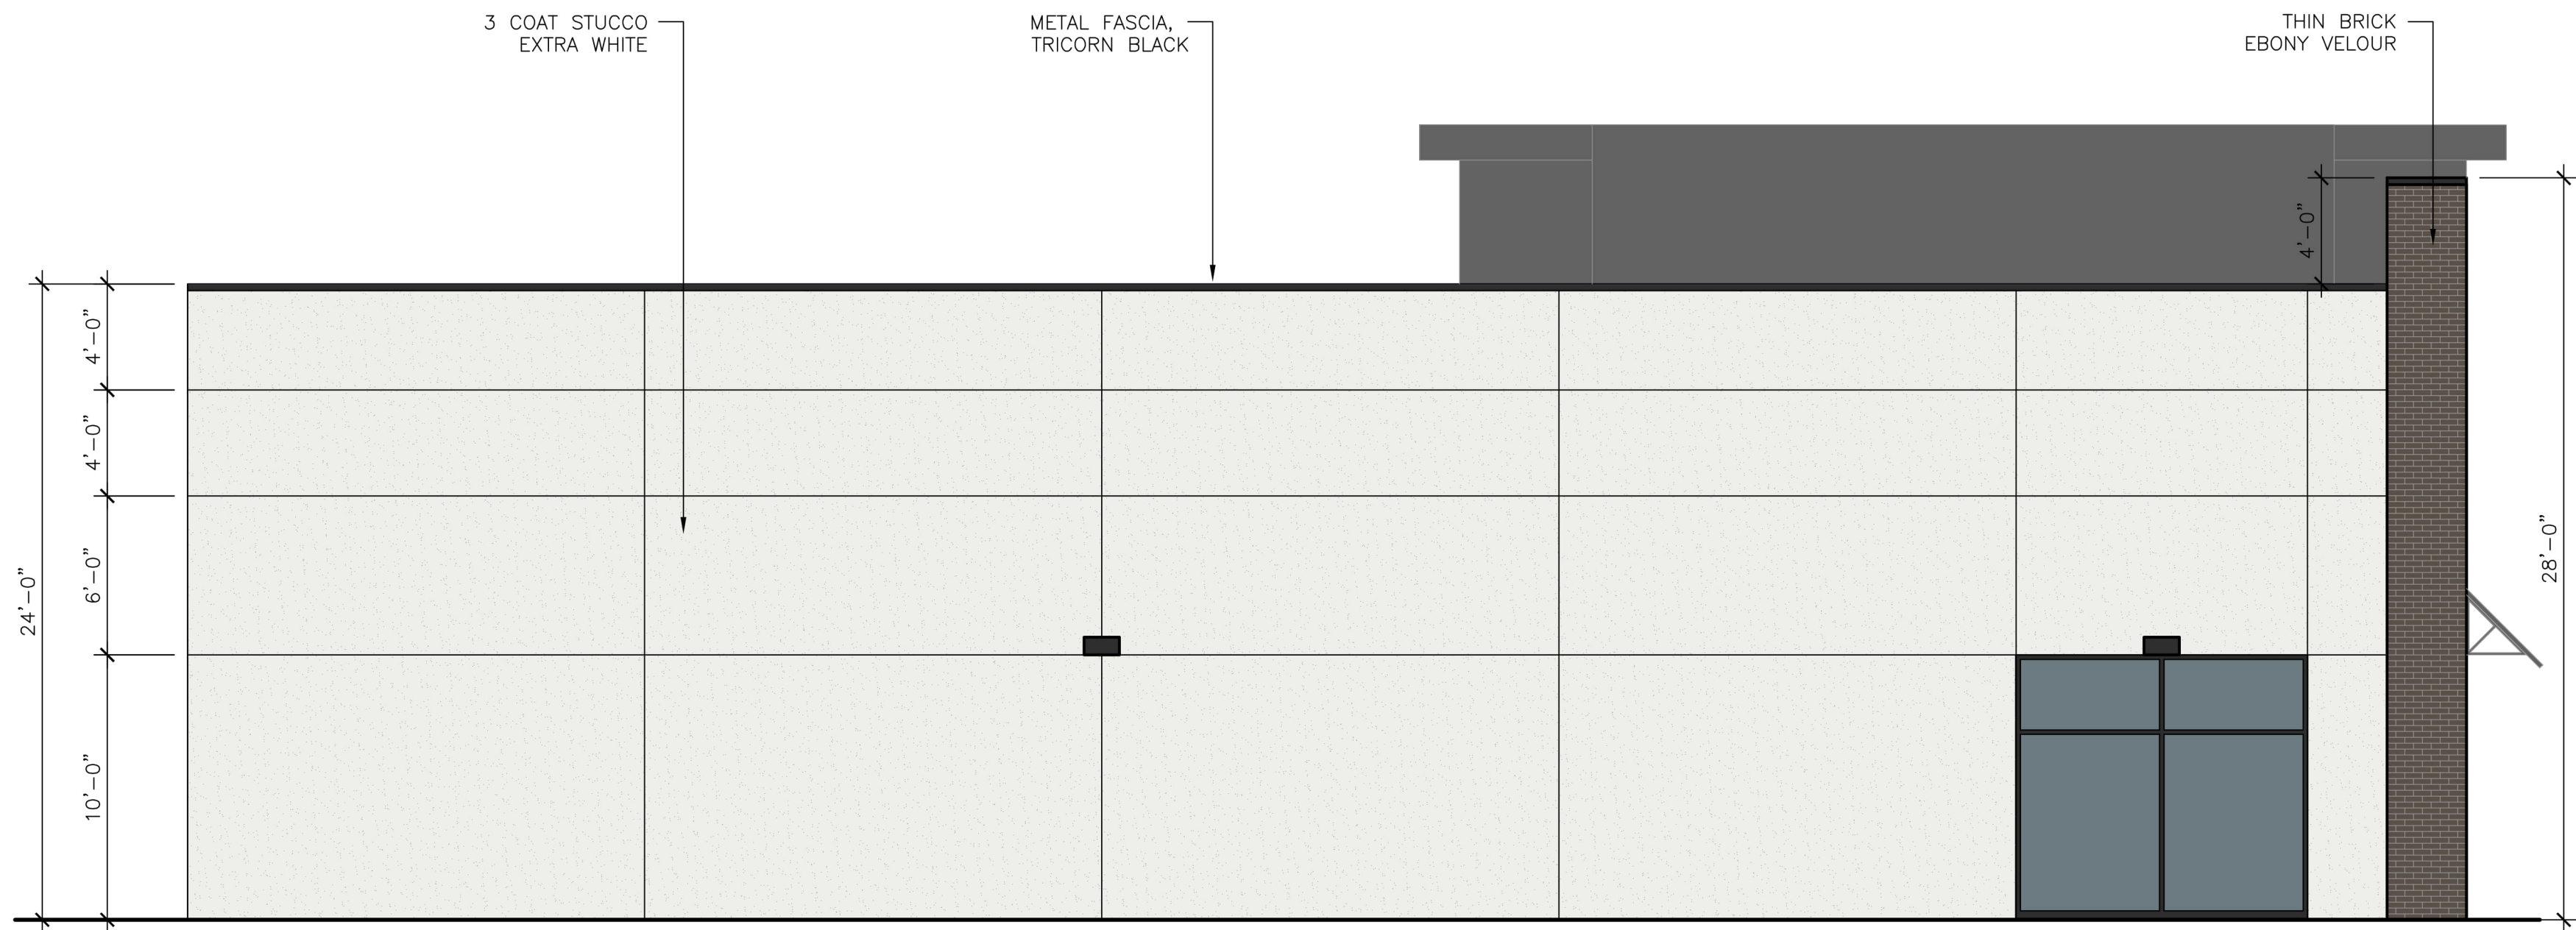 3 COAT STUCCO
EXTRA WHITE
METAL FASCIA,
TRICORN BLACK
THIN BRICK
EBONY VELOUR
4'-0"
4'-0"
4'-0"
6'-0"
10'-0"
24'-0"
28'-0"